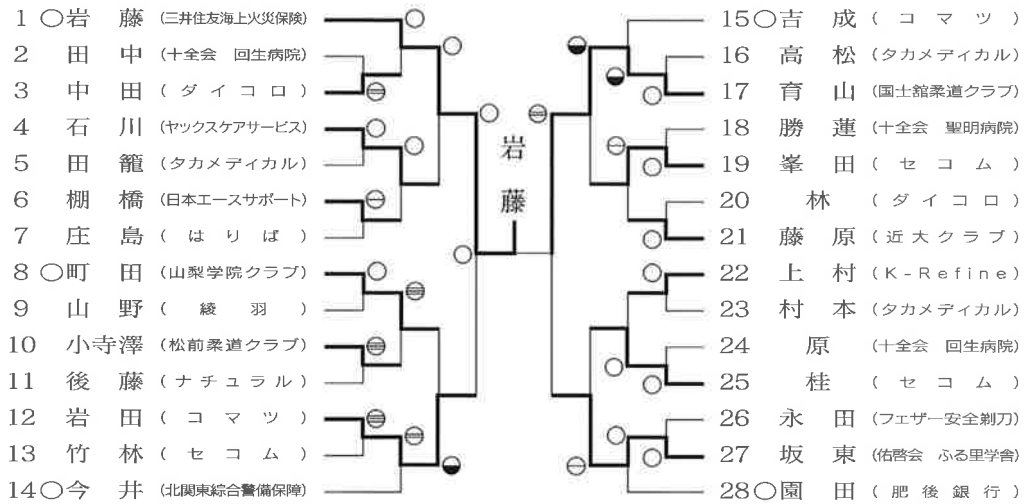 1 ○岩藤 (三井住友海上火災保険)
2 田中 (十全会 回生病院)
3 中田 (ダイコロ)
4 石川 (ヤックスケアサービス)
5 田籠 (タカメディカル)
6 棚橋 (日本エースサポート)
7 庄島 (はりば)
8 ○町田 (山梨学院クラブ)
9 山野 (綾羽)
10 小寺澤 (松前柔道クラブ)
11 後藤 (ナチュラル)
12 岩田 (コマツ)
13 竹林 (セコム)
14 ○今井 (北関東綜合警備保障)
岩藤
15 ○吉成 (コマツ)
16 高松 (タカメディカル)
17 育山 (国士舘柔道クラブ)
18 勝蓮 (十全会 聖明病院)
19 峯田 (セコム)
20 林 (ダイコロ)
21 藤原 (近大クラブ)
22 上村 (K-Refine)
23 村本 (タカメディカル)
24 原 (十全会 回生病院)
25 桂 (セコム)
26 永田 (フェザー安全剃刀)
27 坂東 (佑啓会 ふる里学舎)
28 ○園田 (肥後銀行)